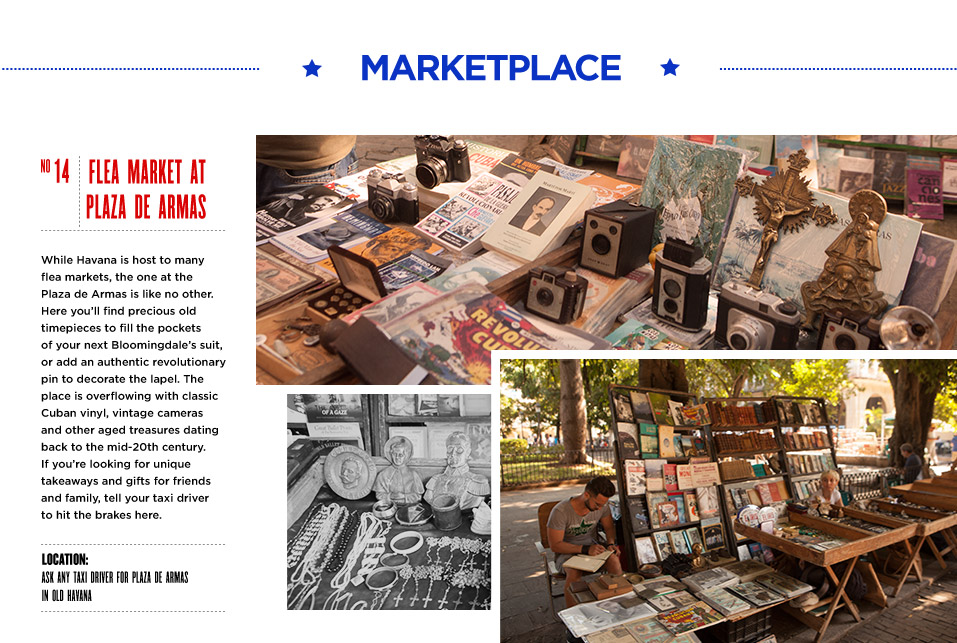 MARKETPLACE
NO 14
FLEA MARKET AT
PLAZA DE ARMAS
While Havana is host to many
flea markets, the one at the
Plaza de Armas is like no other.
Here you'll find precious old
timepieces to fill the pockets
of your next Bloomingdale's suit,
or add an authentic revolutionary
pin to decorate the lapel. The
place is overflowing with classic
Cuban vinyl, vintage cameras
and other aged treasures dating
back to the mid-20th century.
If you're looking for unique
takeaways and gifts for friends
and family, tell your taxi driver
to hit the brakes here.
LOCATION:
ASK ANY TAXI DRIVER FOR PLAZA DE ARMAS
IN OLD HAVANA
CUBA
JAZZ
OF A GAZE